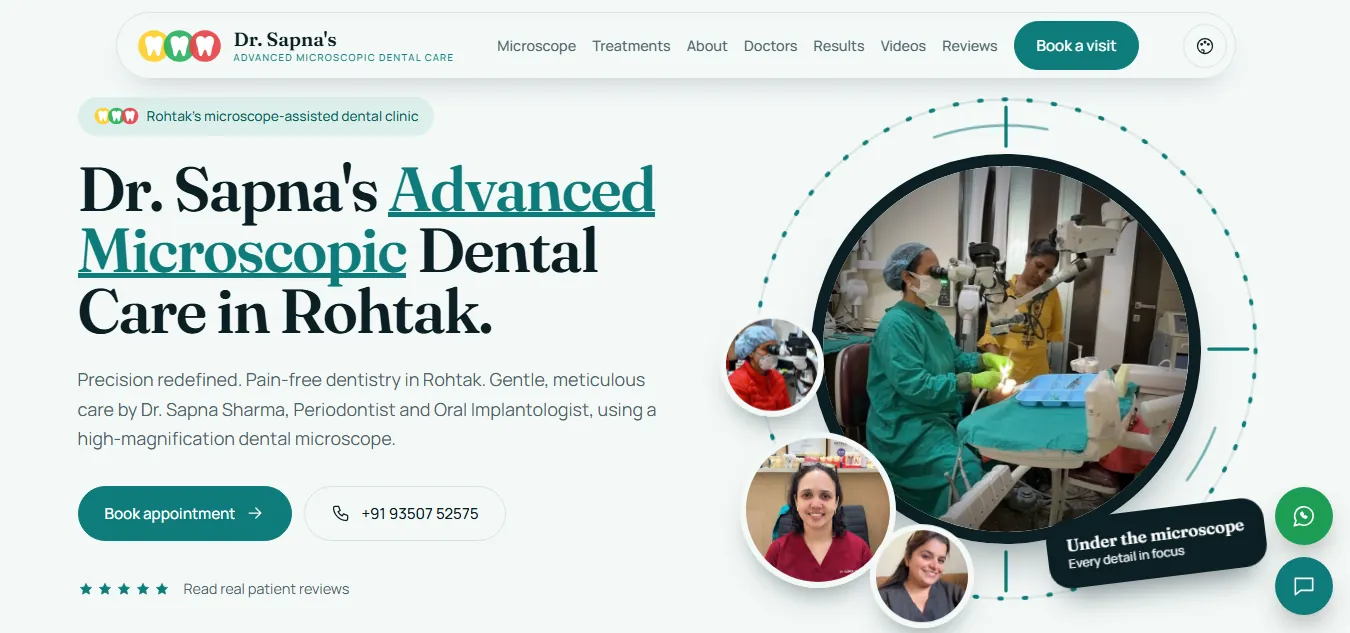 Dr. Sapna's
ADVANCED MICROSCOPIC DENTAL CARE
Microscope Treatments About Doctors Results Videos Reviews Book a visit
Rohtak's microscope-assisted dental clinic
Dr. Sapna's Advanced
Microscopic Dental
Care in Rohtak.
Precision redefined. Pain-free dentistry in Rohtak. Gentle, meticulous
care by Dr. Sapna Sharma, Periodontist and Oral Implantologist, using a
high-magnification dental microscope.
Book appointment
+91 93507 52575
Read real patient reviews
Under the microscope
Every detail in focus